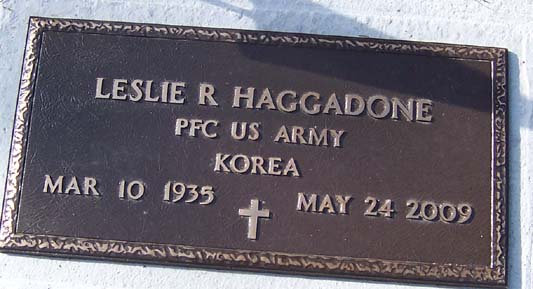 LESLIE R HAGGADONE
PFC US ARMY
KOREA
MAR 10 1935 MAY 24 2009